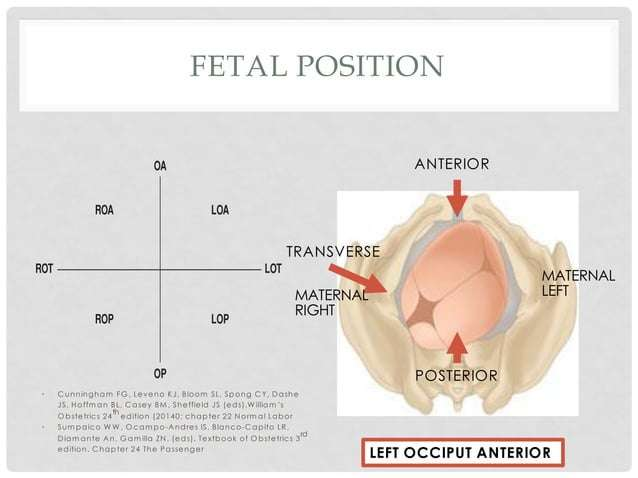 FETAL POSITION
OA
ROA
LOA
ROT
LOT
ROP
LOP
OP
ANTERIOR
TRANSVERSE
MATERNAL
RIGHT
MATERNAL
LEFT
POSTERIOR
• Cunningham FG, Leveno KJ, Bloom SL, Spong CY, Dashe
JS, Hoffman BL, Casey BM, Sheffield JS (eds).William's
Obstetrics 24th edition (20140; chapter 22 Normal Labor
• Sumpaico WW, Ocampo-Andres IS, Blanco-Capito LR,
Diamante An, Gamilla ZN. (eds). Textbook of Obstetrics 3rd
edition. Chapter 24 The Passenger
LEFT OCCIPUT ANTERIOR